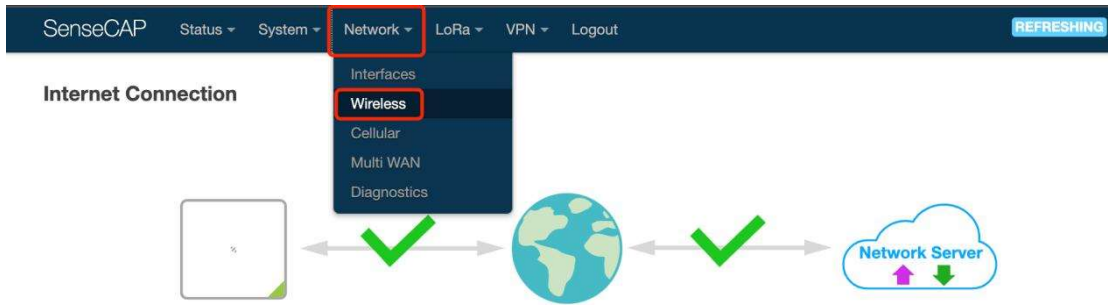 SenseCAP Status System Network LoRa VPN Logout REFRESHING
Interfaces
Internet Connection
Wireless
Cellular
Multi WAN
Diagnostics
Network Server